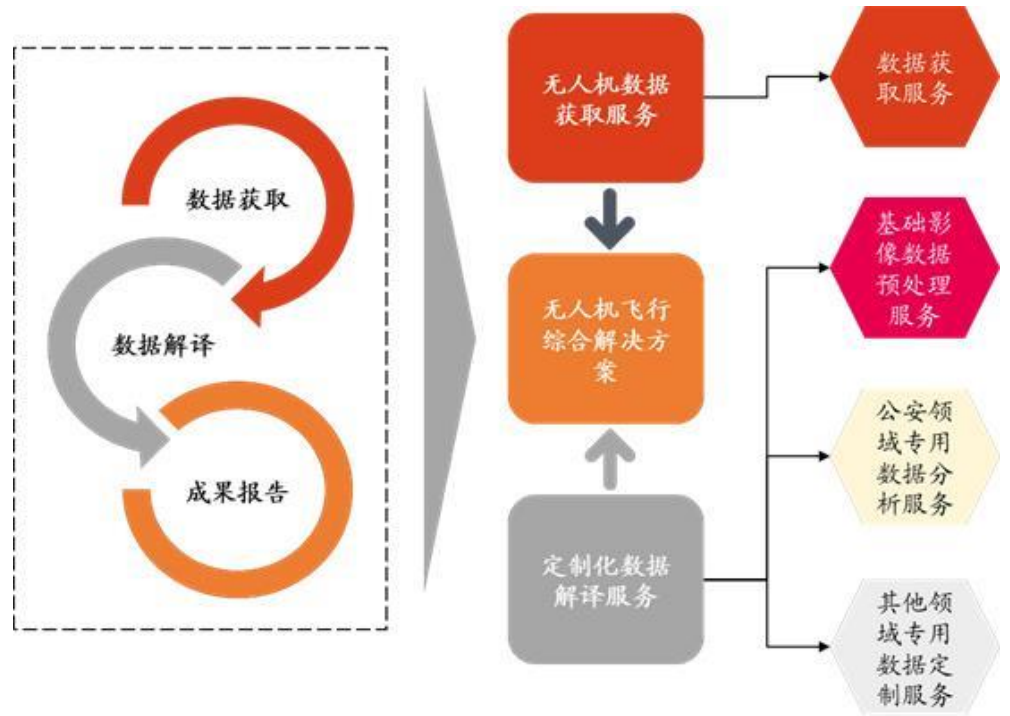 数据获取
数据解译
成果报告
无人机数据
获取服务
无人机飞行
综合解决方
案
定制化数据
解译服务
数据获
取服务
基础影
像数据
预处理
服务
公安领
域专用
数据分
析服务
其他领
域专用
数据定
制服务